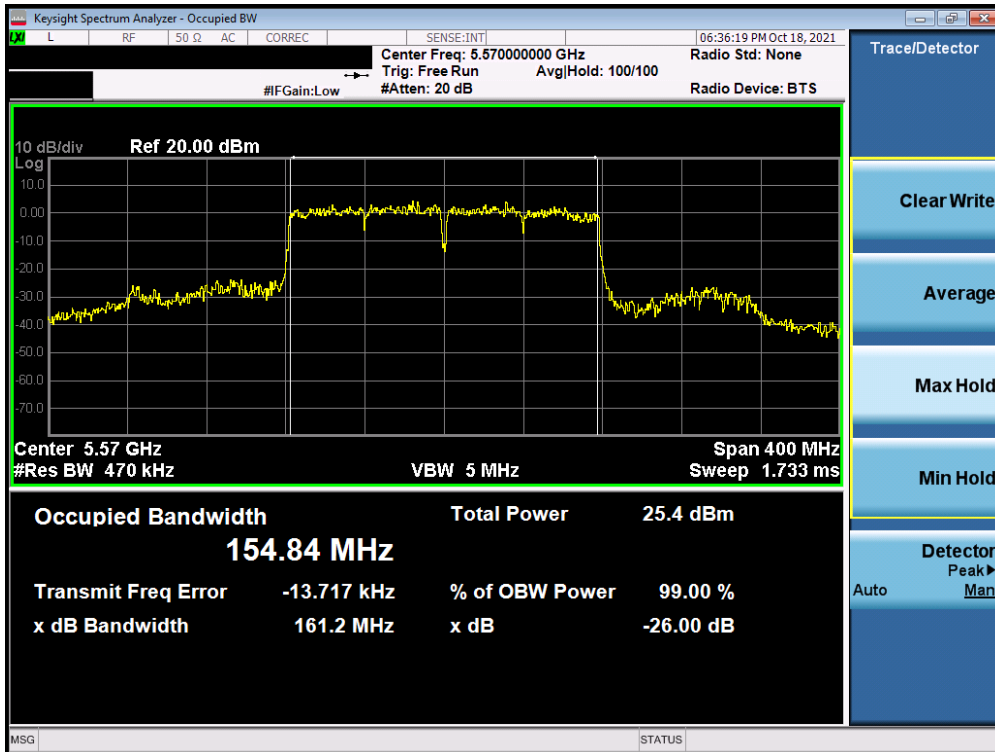 Keysight Spectrum Analyzer - Occupied BW
LXI L RF 50 Ω AC CORREC SENSE:INT 06:36:19 PM Oct 18, 2021
Center Freq: 5.570000000 GHz Radio Std: None
Trig: Free Run Avg|Hold: 100/100
#IFGain:Low #Atten: 20 dB Radio Device: BTS
Trace/Detector
10 dB/div Ref 20.00 dBm
Log
10.0
0.00
-10.0
-20.0
-30.0
-40.0
-50.0
-60.0
-70.0
Center 5.57 GHz Span 400 MHz
#Res BW 470 kHz VBW 5 MHz Sweep 1.733 ms
Occupied Bandwidth Total Power 25.4 dBm
154.84 MHz
Transmit Freq Error -13.717 kHz % of OBW Power 99.00 %
x dB Bandwidth 161.2 MHz x dB -26.00 dB
Clear Write
Average
Max Hold
Min Hold
Detector
Peak▶
Auto Man
MSG STATUS